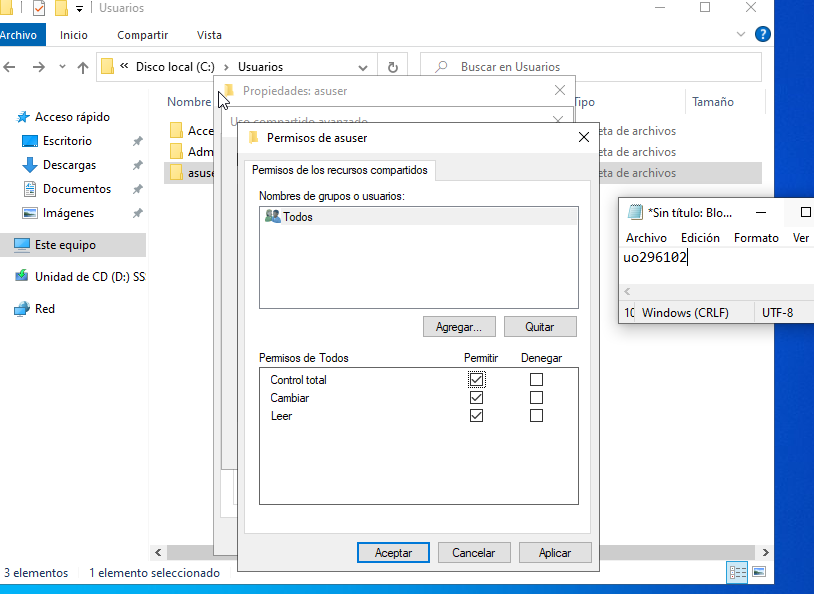 Usuarios
Archivo Inicio Compartir Vista
« Disco local (C:) > Usuarios
Buscar en Usuarios
Nombre
Tipo
Tamaño
Acceso rápido
Escritorio
Descargas
Documentos
Imágenes
Este equipo
Unidad de CD (D:) SS
Red
Propiedades: asuser
Uso compartido avanzado
Permisos de asuser
Permisos de los recursos compartidos
Nombres de grupos o usuarios:
Todos
Agregar... Quitar
Permisos de Todos Permitir Denegar
Control total
Cambiar
Leer
Aceptar Cancelar Aplicar
eta de archivos
eta de archivos
eta de archivos
*Sin título: Blo...
Archivo Edición Formato Ver
uo296102
Windows (CRLF) UTF-8
3 elementos 1 elemento seleccionado